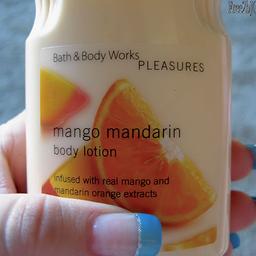 Bath & Body Works
PLEASURES
mango mandarin
body lotion
infused with real mango and
mandarin orange extracts